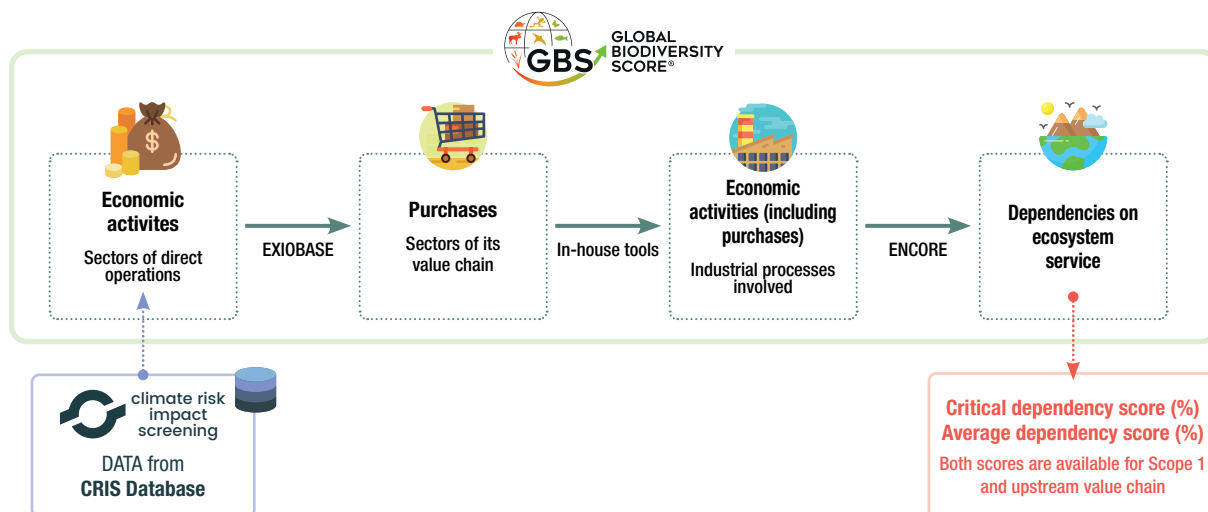 GBS
GLOBAL
BIODIVERSITY
SCORE®
$
Economic
activites
Sectors of direct
operations
EXIOBASE
Purchases
Sectors of its
value chain
In-house tools
Economic
activities (including
purchases)
Industrial processes
involved
ENCORE
Dependencies on
ecosystem
service
climate risk
impact
screening
DATA from
CRIS Database
Critical dependency score (%)
Average dependency score (%)
Both scores are available for Scope 1
and upstream value chain